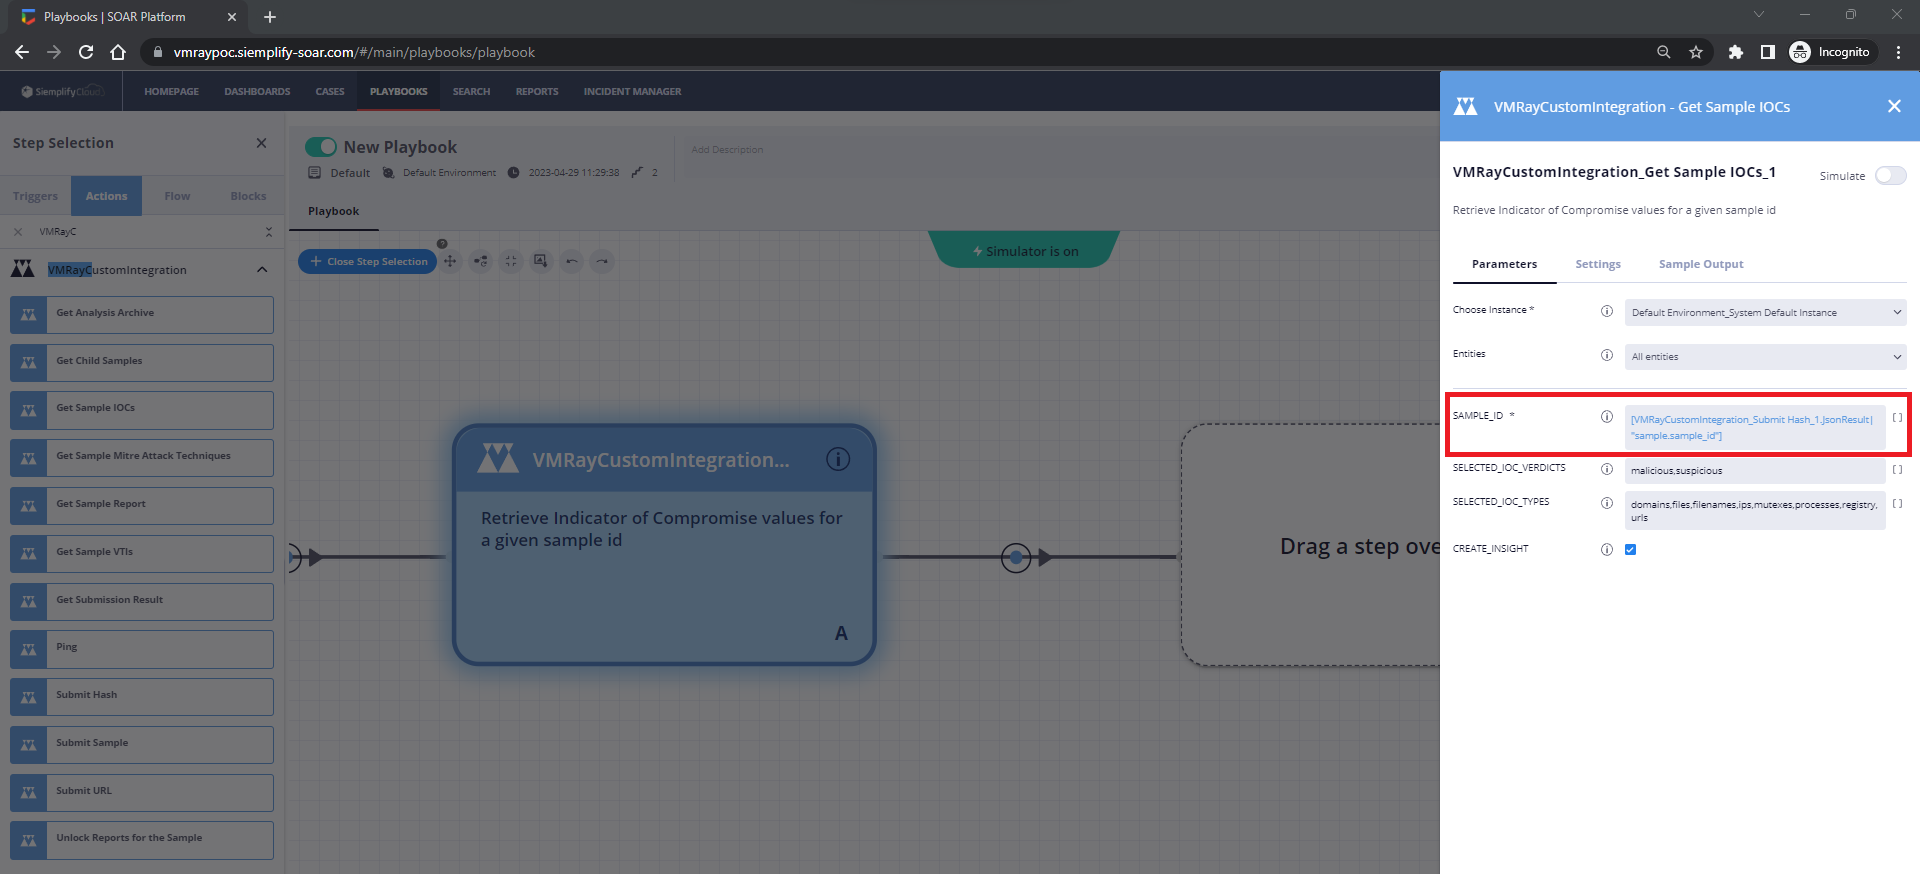 Playbooks | SOAR Platform
vmraypoc.siemplify-soar.com/#/main/playbooks/playbook
Incognito
SiemplifyCloud
HOMEPAGE
DASHBOARDS
CASES
PLAYBOOKS
SEARCH
REPORTS
INCIDENT MANAGER
Step Selection
Triggers
Actions
Flow
Blocks
VMRayC
VMRayCustomIntegration
Get Analysis Archive
Get Child Samples
Get Sample IOCs
Get Sample Mitre Attack Techniques
Get Sample Report
Get Sample VTIs
Get Submission Result
Ping
Submit Hash
Submit Sample
Submit URL
Unlock Reports for the Sample
New Playbook
Default
Default Environment
2023-04-29 11:29:38
2
Add Description
Playbook
Close Step Selection
?
Simulator is on
VMRayCustomIntegration...
Retrieve Indicator of Compromise values for
a given sample id
A
Drag a step ove
VMRayCustomIntegration - Get Sample IOCs
VMRayCustomIntegration_Get Sample IOCs_1
Simulate
Retrieve Indicator of Compromise values for a given sample id
Parameters
Settings
Sample Output
Choose Instance *
Default Environment_System Default Instance
Entities
All entities
SAMPLE_ID *
[VMRayCustomIntegration_Submit Hash_1.JsonResult|
"sample.sample_id"]
[ ]
SELECTED_IOC_VERDICTS
malicious,suspicious
[ ]
SELECTED_IOC_TYPES
domains,files,filenames,ips,mutexes,processes,registry,
urls
[ ]
CREATE_INSIGHT